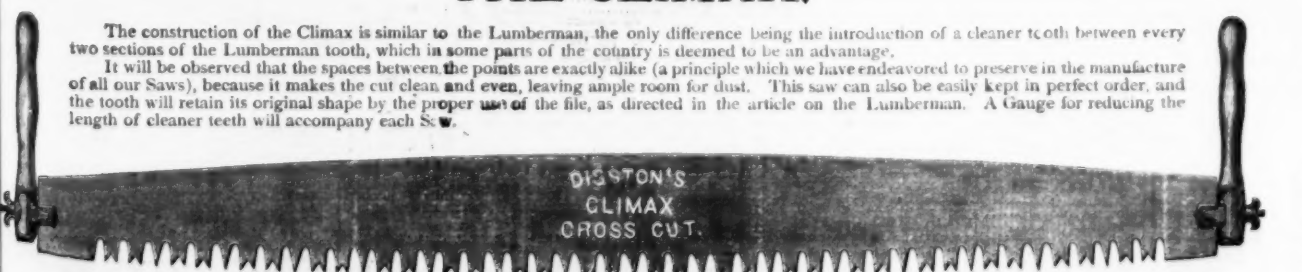 The construction of the Climax is similar to the Lumberman, the only difference being the introduction of a cleaner tooth between every
two sections of the Lumberman tooth, which in some parts of the country is deemed to be an advantage.
It will be observed that the spaces between the points are exactly alike (a principle which we have endeavored to preserve in the manufacture
of all our Saws), because it makes the cut clean and even, leaving ample room for dust. This saw can also be easily kept in perfect order, and
the tooth will retain its original shape by the proper use of the file, as directed in the article on the Lumberman. A Gauge for reducing the
length of cleaner teeth will accompany each Saw.
DISSTON'S
CLIMAX
CROSS CUT.